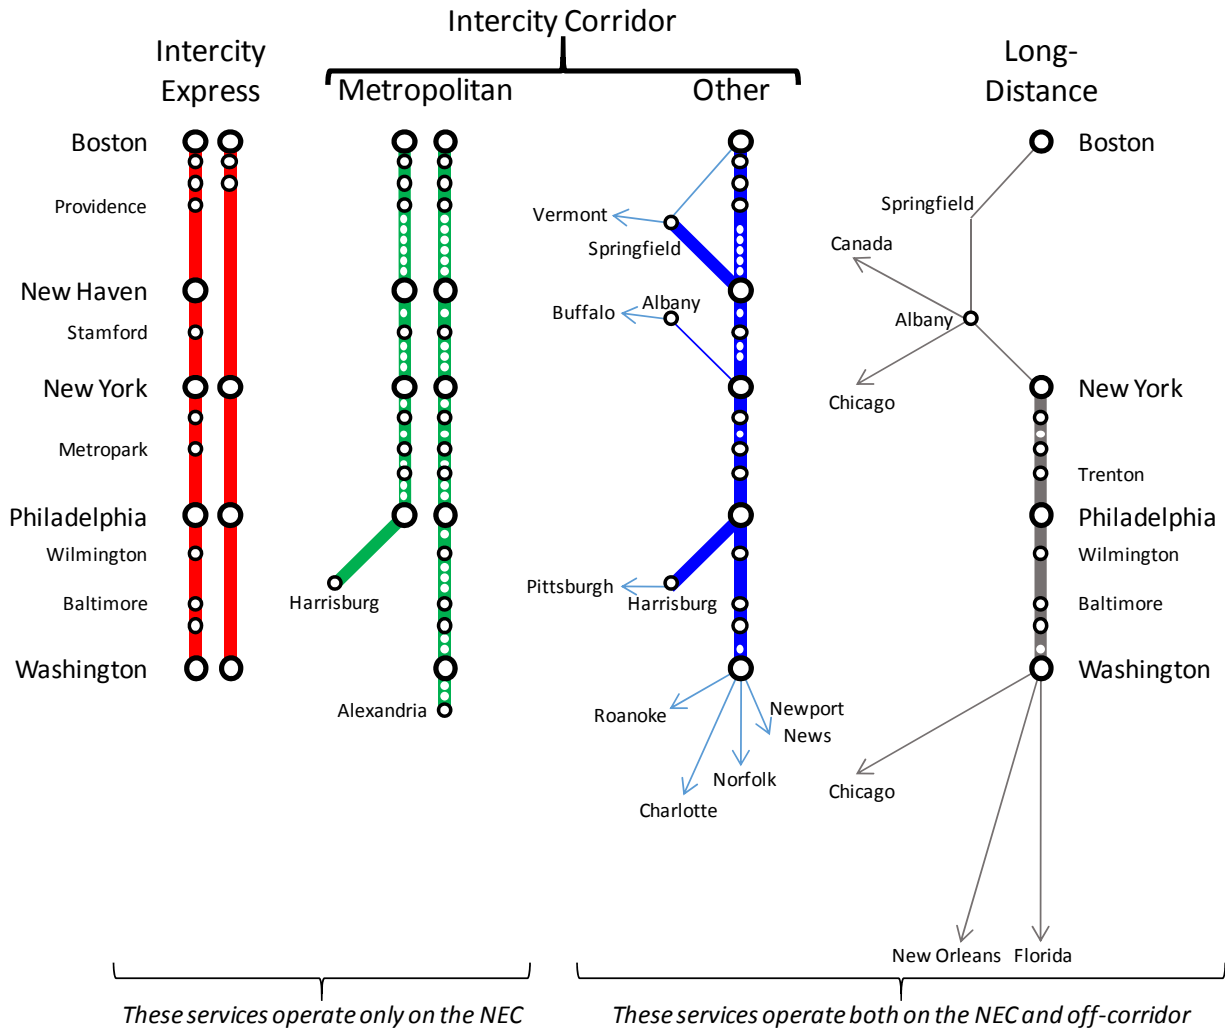 Intercity Corridor
Intercity
Express
Metropolitan
Other
Long-
Distance
Boston
Providence
New Haven
Stamford
New York
Metropark
Philadelphia
Wilmington
Baltimore
Washington
Harrisburg
Alexandria
Vermont
Springfield
Albany
Buffalo
Pittsburgh
Harrisburg
Roanoke
Newport
News
Norfolk
Charlotte
Boston
Springfield
Canada
Albany
Chicago
New York
Trenton
Philadelphia
Wilmington
Baltimore
Washington
Chicago
New Orleans
Florida
These services operate only on the NEC
These services operate both on the NEC and off-corridor